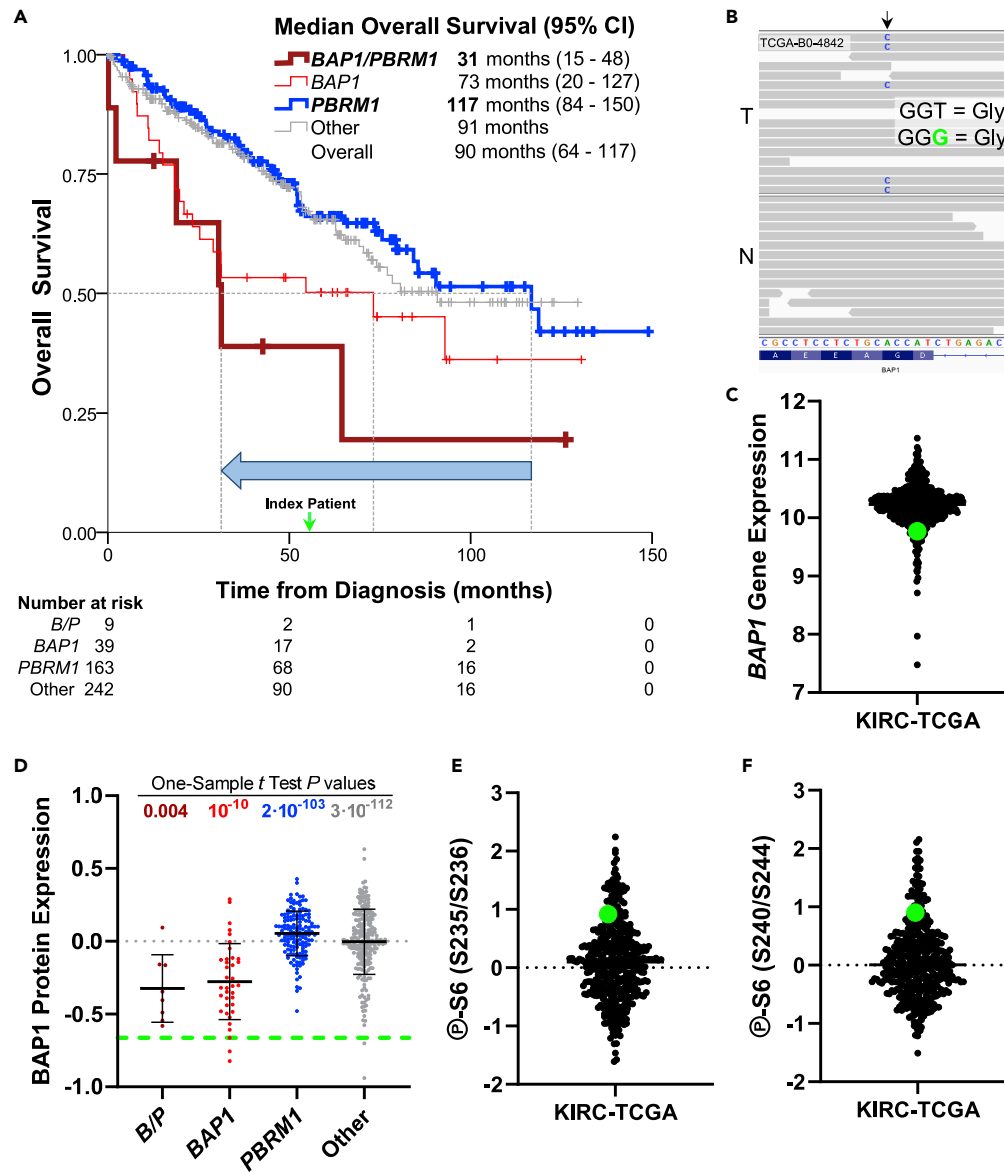 A
Median Overall Survival (95% CI)
BAP1/PBRM1 31 months (15 - 48)
BAP1 73 months (20 - 127)
PBRM1 117 months (84 - 150)
Other 91 months
Overall 90 months (64 - 117)
1.00
0.75
0.50
0.25
0.00
Overall Survival
Index Patient
0 50 100 150
Time from Diagnosis (months)
Number at risk
B/P 9 2 1 0
BAP1 39 17 2 0
PBRM1 163 68 16 0
Other 242 90 16 0
B
TCGA-B0-4842
C
C
C
T
GGT = Gly
GGG = Gly
C
C
N
C G C C T C C T C T G C A C C A T C T G A G A C
A E E A G D
BAP1
C
12
11
10
9
8
7
BAP1 Gene Expression
KIRC-TCGA
D
One-Sample t Test P values
0.004 10-10 2·10-103 3·10-112
1.0
0.5
0.0
-0.5
-1.0
BAP1 Protein Expression
B/P BAP1 PBRM1 Other
E
3
2
1
0
-1
-2
Ⓟ-S6 (S235/S236)
KIRC-TCGA
F
3
2
1
0
-1
-2
Ⓟ-S6 (S240/S244)
KIRC-TCGA